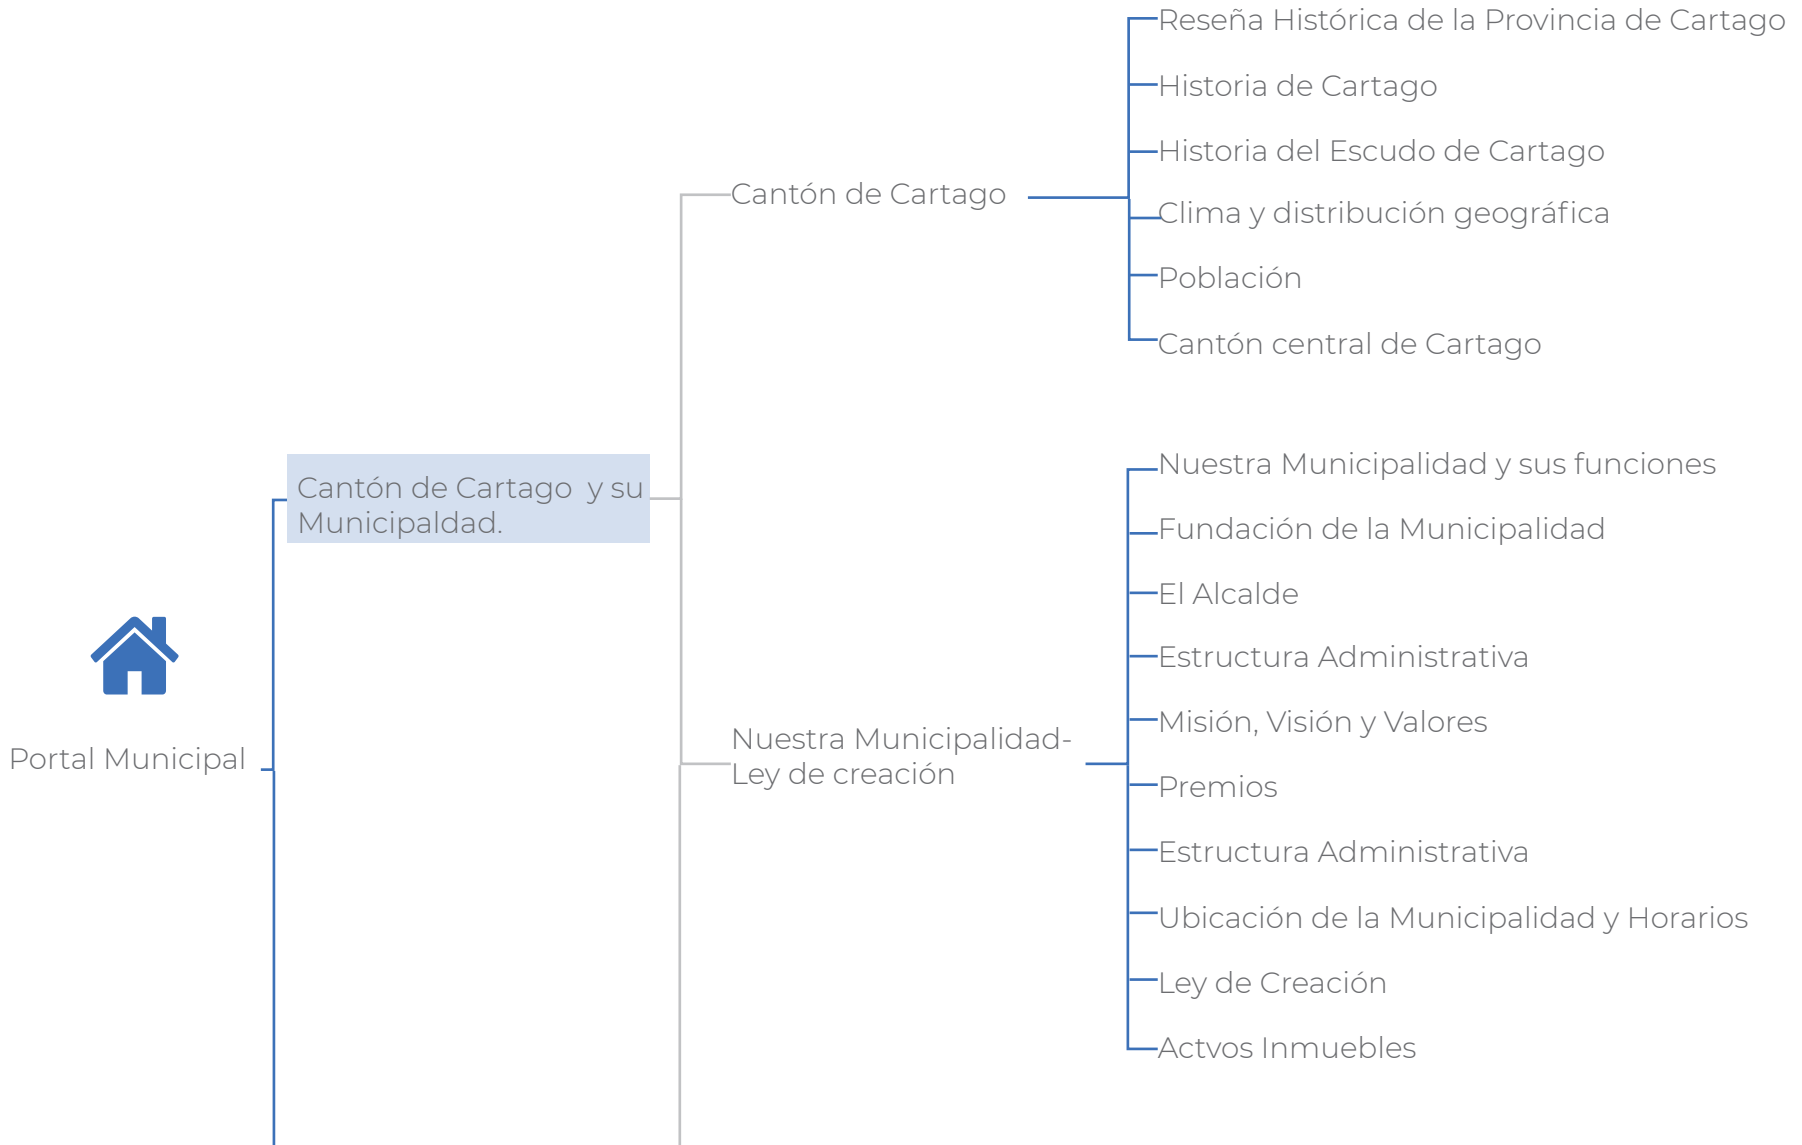 Portal Municipal
Cantón de Cartago y su
Municipaldad.
Cantón de Cartago
Reseña Histórica de la Provincia de Cartago
Historia de Cartago
Historia del Escudo de Cartago
Clima y distribución geográfica
Población
Cantón central de Cartago
Nuestra Municipalidad-
Ley de creación
Nuestra Municipalidad y sus funciones
Fundación de la Municipalidad
El Alcalde
Estructura Administrativa
Misión, Visión y Valores
Premios
Estructura Administrativa
Ubicación de la Municipalidad y Horarios
Ley de Creación
Actvos Inmuebles